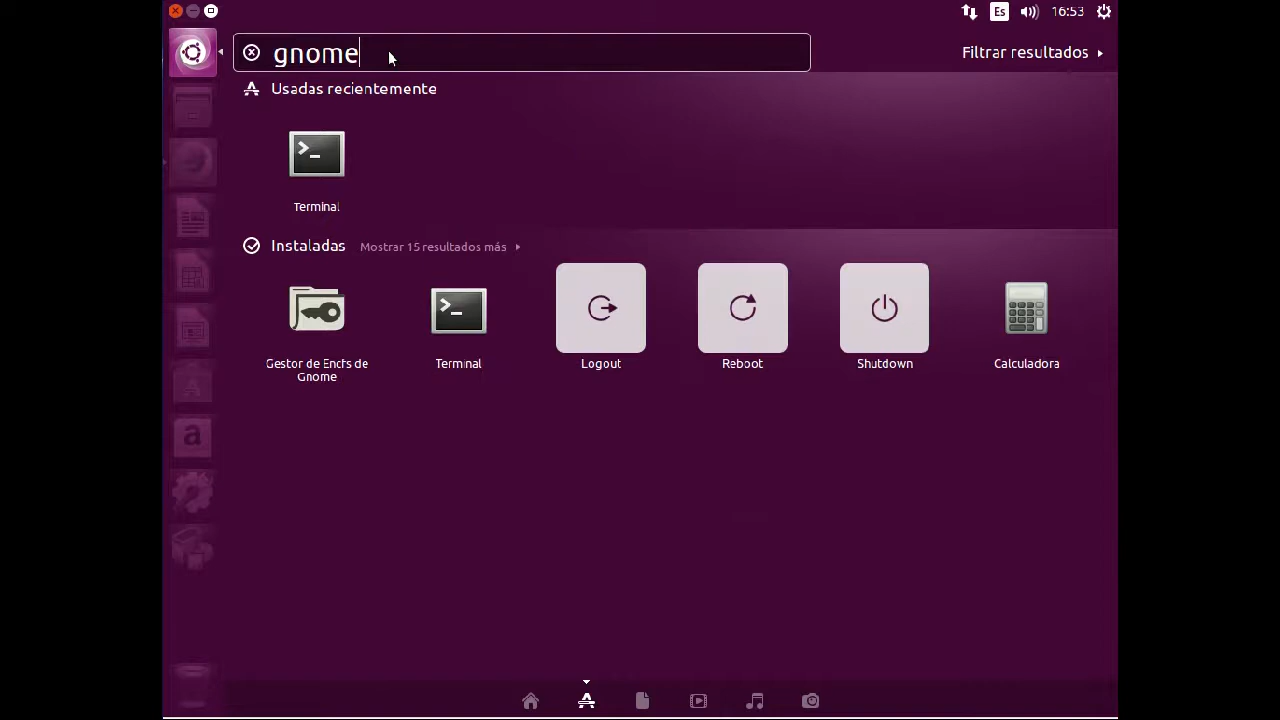 Es
16:53
gnome
Filtrar resultados
Usadas recientemente
>_
Terminal
Instaladas Mostrar 15 resultados más
>_
Gestor de Encfs de
Gnome
Terminal
Logout
Reboot
Shutdown
Calculadora
a